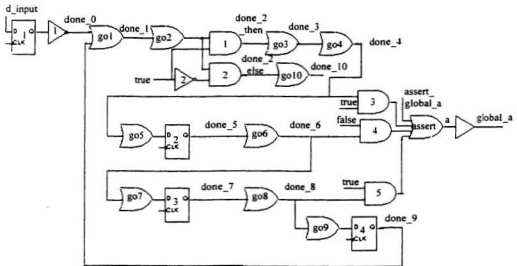 d_input
done_0
done_1
done_2
_then
done_3
done_4
D Q
1
CLK
1
go1
go2
1
go3
go4
done_2
_else
true
2
2
go10
done_10
true
3
assert_
global_a
false
4
assert
a
global_a
go5
D Q
2
CLK
done_5
go6
done_6
go7
D Q
3
CLK
done_7
go8
done_8
true
5
go9
D Q
4
CLK
done_9